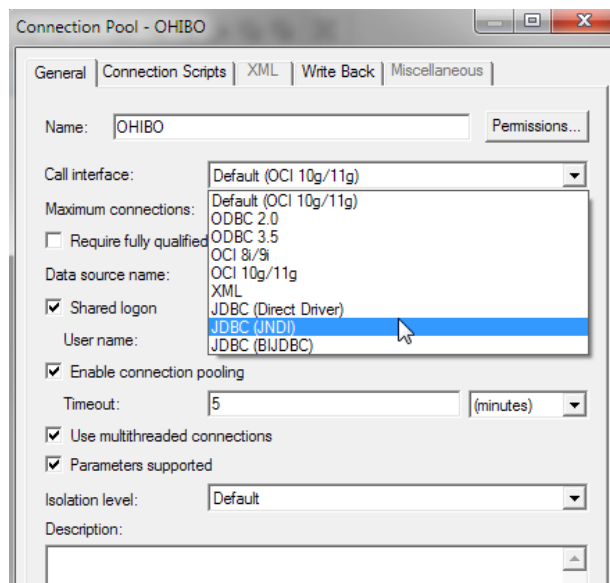 Connection Pool - OHIBO
General Connection Scripts XML Write Back Miscellaneous
Name: OHIBO Permissions...
Call interface: Default (OCI 10g/11g)
Maximum connections: Default (OCI 10g/11g)
ODBC 2.0
Require fully qualified ODBC 3.5
OCI 8i/9i
Data source name: OCI 10g/11g
XML
Shared logon JDBC (Direct Driver)
JDBC (JNDI)
User name: JDBC (BIJDBC)
Enable connection pooling
Timeout: 5 (minutes)
Use multithreaded connections
Parameters supported
Isolation level: Default
Description: